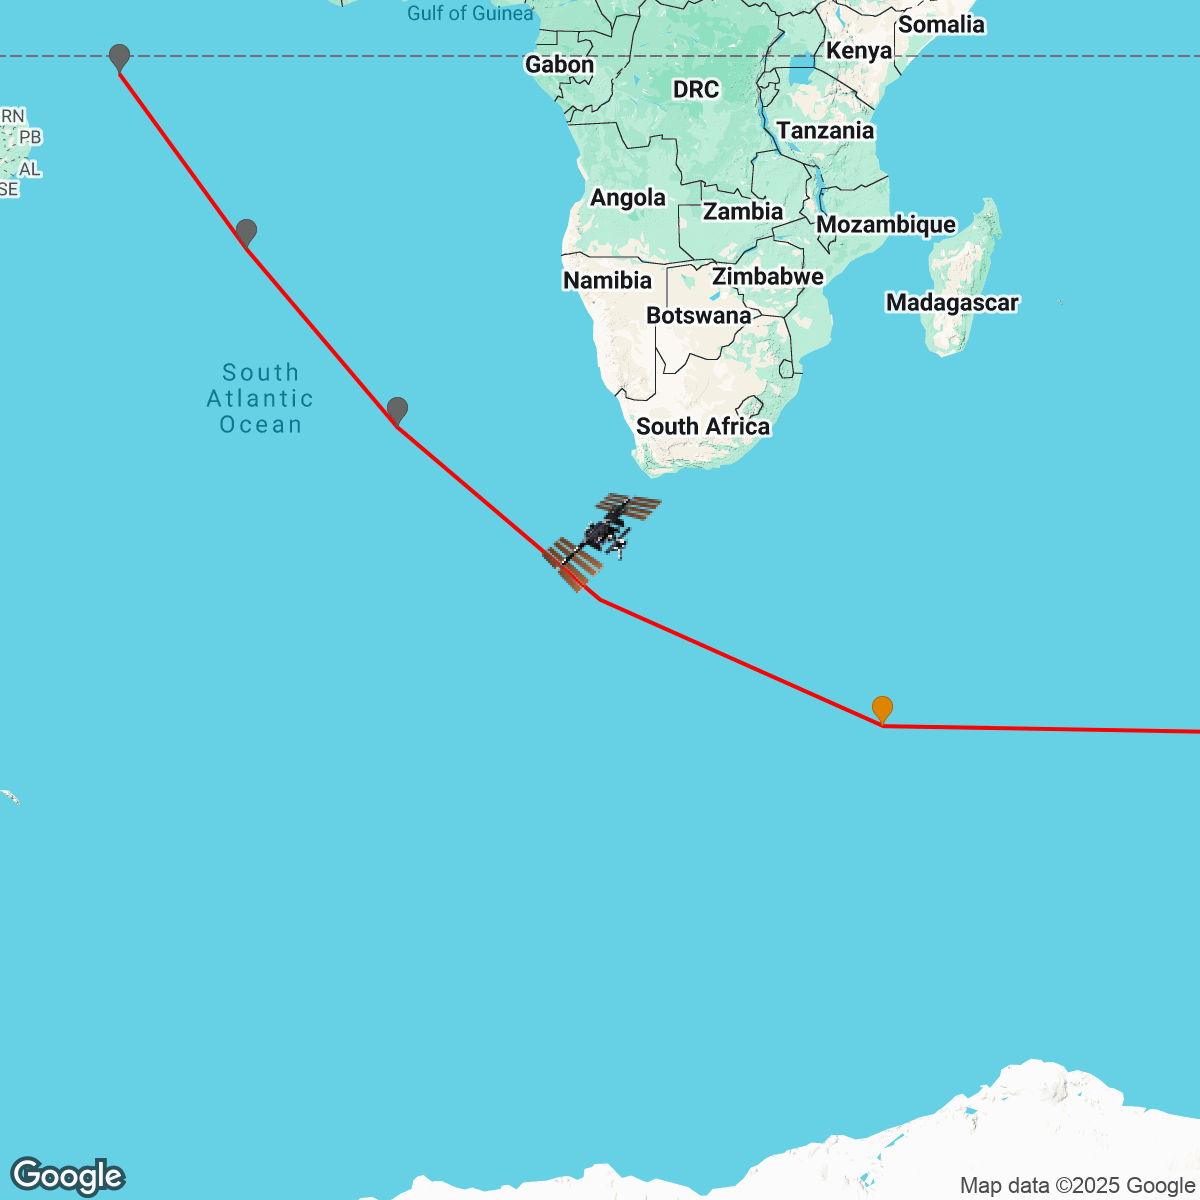 Gulf of Guinea
Somalia
Kenya
Gabon
DRC
RN
PB
Tanzania
AL
SE
Angola
Zambia
Mozambique
Namibia
Zimbabwe
Madagascar
Botswana
South
Atlantic
Ocean
South Africa
Google
Map data ©2025 Google